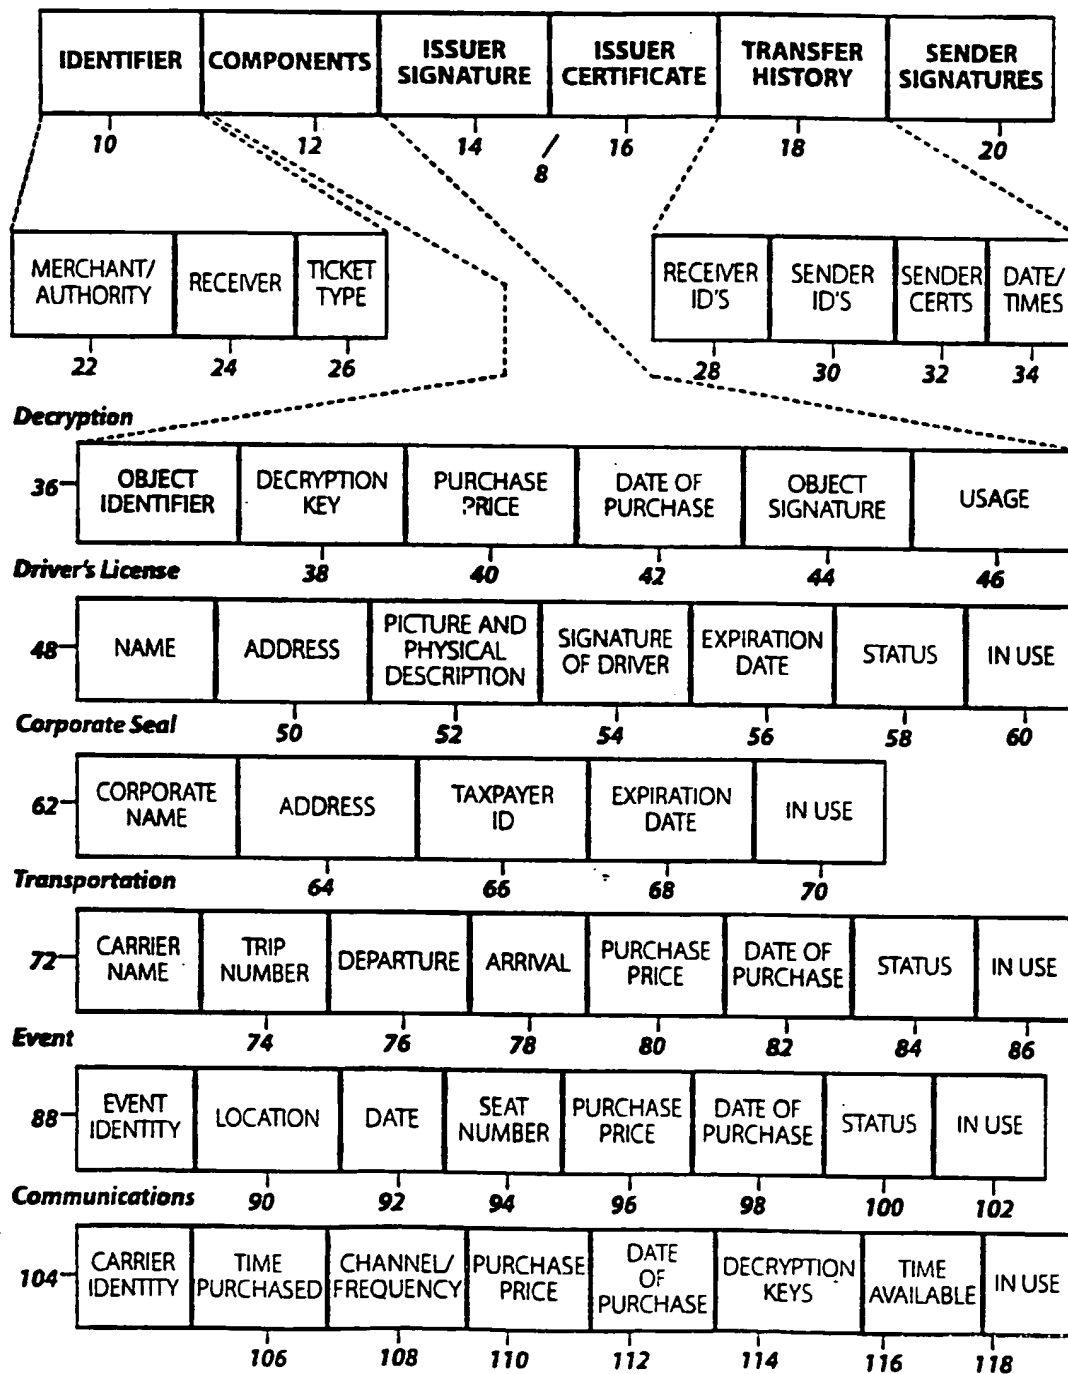 IDENTIFIER COMPONENTS ISSUER SIGNATURE ISSUER CERTIFICATE TRANSFER HISTORY SENDER SIGNATURES
10 12 14 8 16 18 20
MERCHANT/ AUTHORITY RECEIVER TICKET TYPE RECEIVER ID'S SENDER ID'S SENDER CERTS DATE/ TIMES
22 24 26 28 30 32 34
Decryption
36 OBJECT IDENTIFIER DECRYPTION KEY PURCHASE PRICE DATE OF PURCHASE OBJECT SIGNATURE USAGE
Driver's License 38 40 42 44 46
48 NAME ADDRESS PICTURE AND PHYSICAL DESCRIPTION SIGNATURE OF DRIVER EXPIRATION DATE STATUS IN USE
Corporate Seal 50 52 54 56 58 60
62 CORPORATE NAME ADDRESS TAXPAYER ID EXPIRATION DATE IN USE
Transportation 64 66 68 70
72 CARRIER NAME TRIP NUMBER DEPARTURE ARRIVAL PURCHASE PRICE DATE OF PURCHASE STATUS IN USE
Event 74 76 78 80 82 84 86
88 EVENT IDENTITY LOCATION DATE SEAT NUMBER PURCHASE PRICE DATE OF PURCHASE STATUS IN USE
Communications 90 92 94 96 98 100 102
104 CARRIER IDENTITY TIME PURCHASED CHANNEL/ FREQUENCY PURCHASE PRICE DATE OF PURCHASE DECRYPTION KEYS TIME AVAILABLE IN USE
106 108 110 112 114 116 118